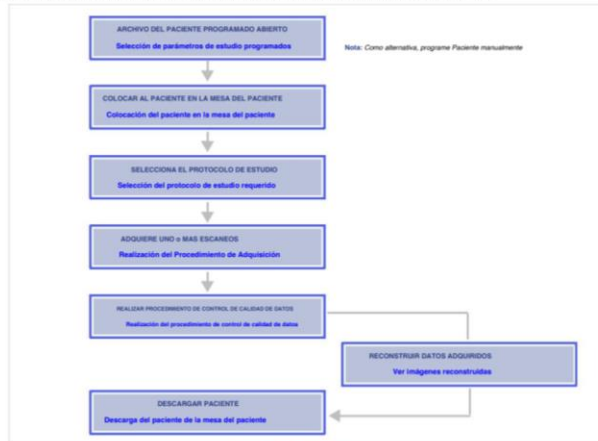 ARCHIVO DEL PACIENTE PROGRAMADO ABIERTO
Selección de parámetros de estudio programados
Nota: Como alternativa, programe Paciente manualmente
COLOCAR AL PACIENTE EN LA MESA DEL PACIENTE
Colocación del paciente en la mesa del paciente
SELECCIONA EL PROTOCOLO DE ESTUDIO
Selección del protocolo de estudio requerido
ADQUIERE UNO o MAS ESCANEOS
Realización del Procedimiento de Adquisición
REALIZAR PROCEDIMIENTO DE CONTROL DE CALIDAD DE DATOS
Realización del procedimiento de control de calidad de datos
RECONSTRUIR DATOS ADQUIRIDOS
Ver imágenes reconstruidas
DESCARGAR PACIENTE
Descarga del paciente de la mesa del paciente